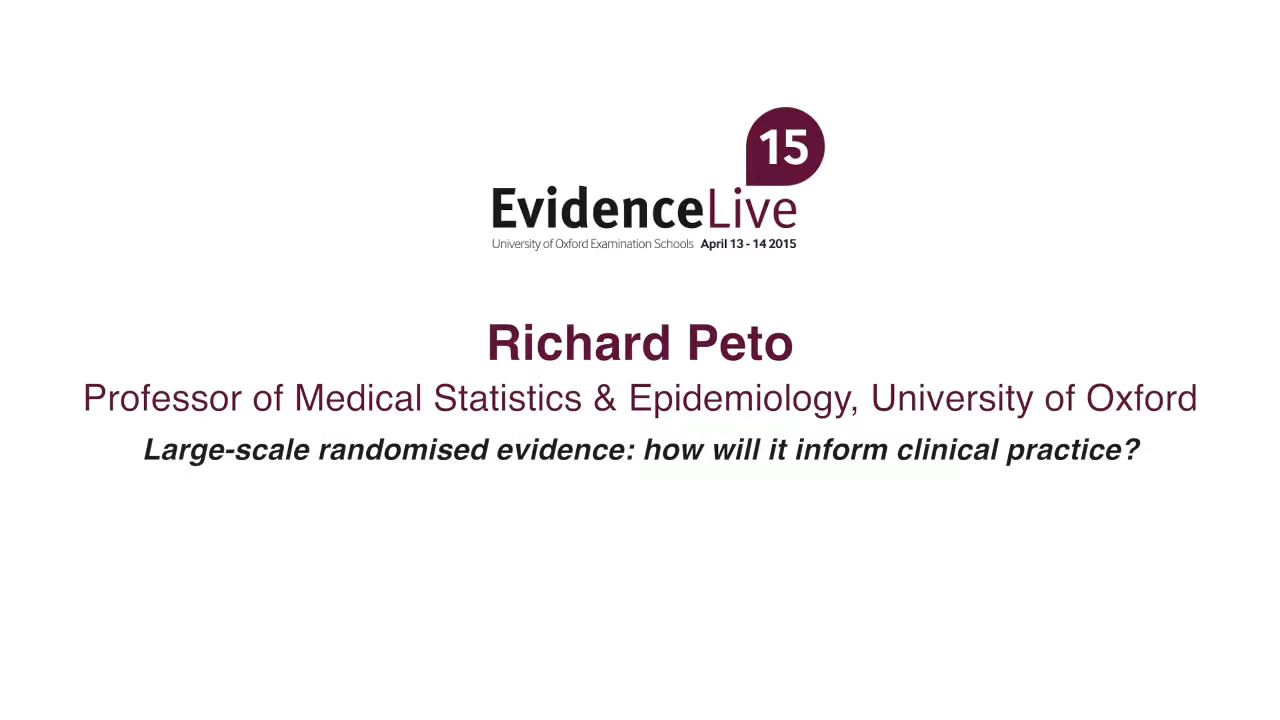 15
EvidenceLive
University of Oxford Examination Schools April 13 - 14 2015
Richard Peto
Professor of Medical Statistics & Epidemiology, University of Oxford
Large-scale randomised evidence: how will it inform clinical practice?